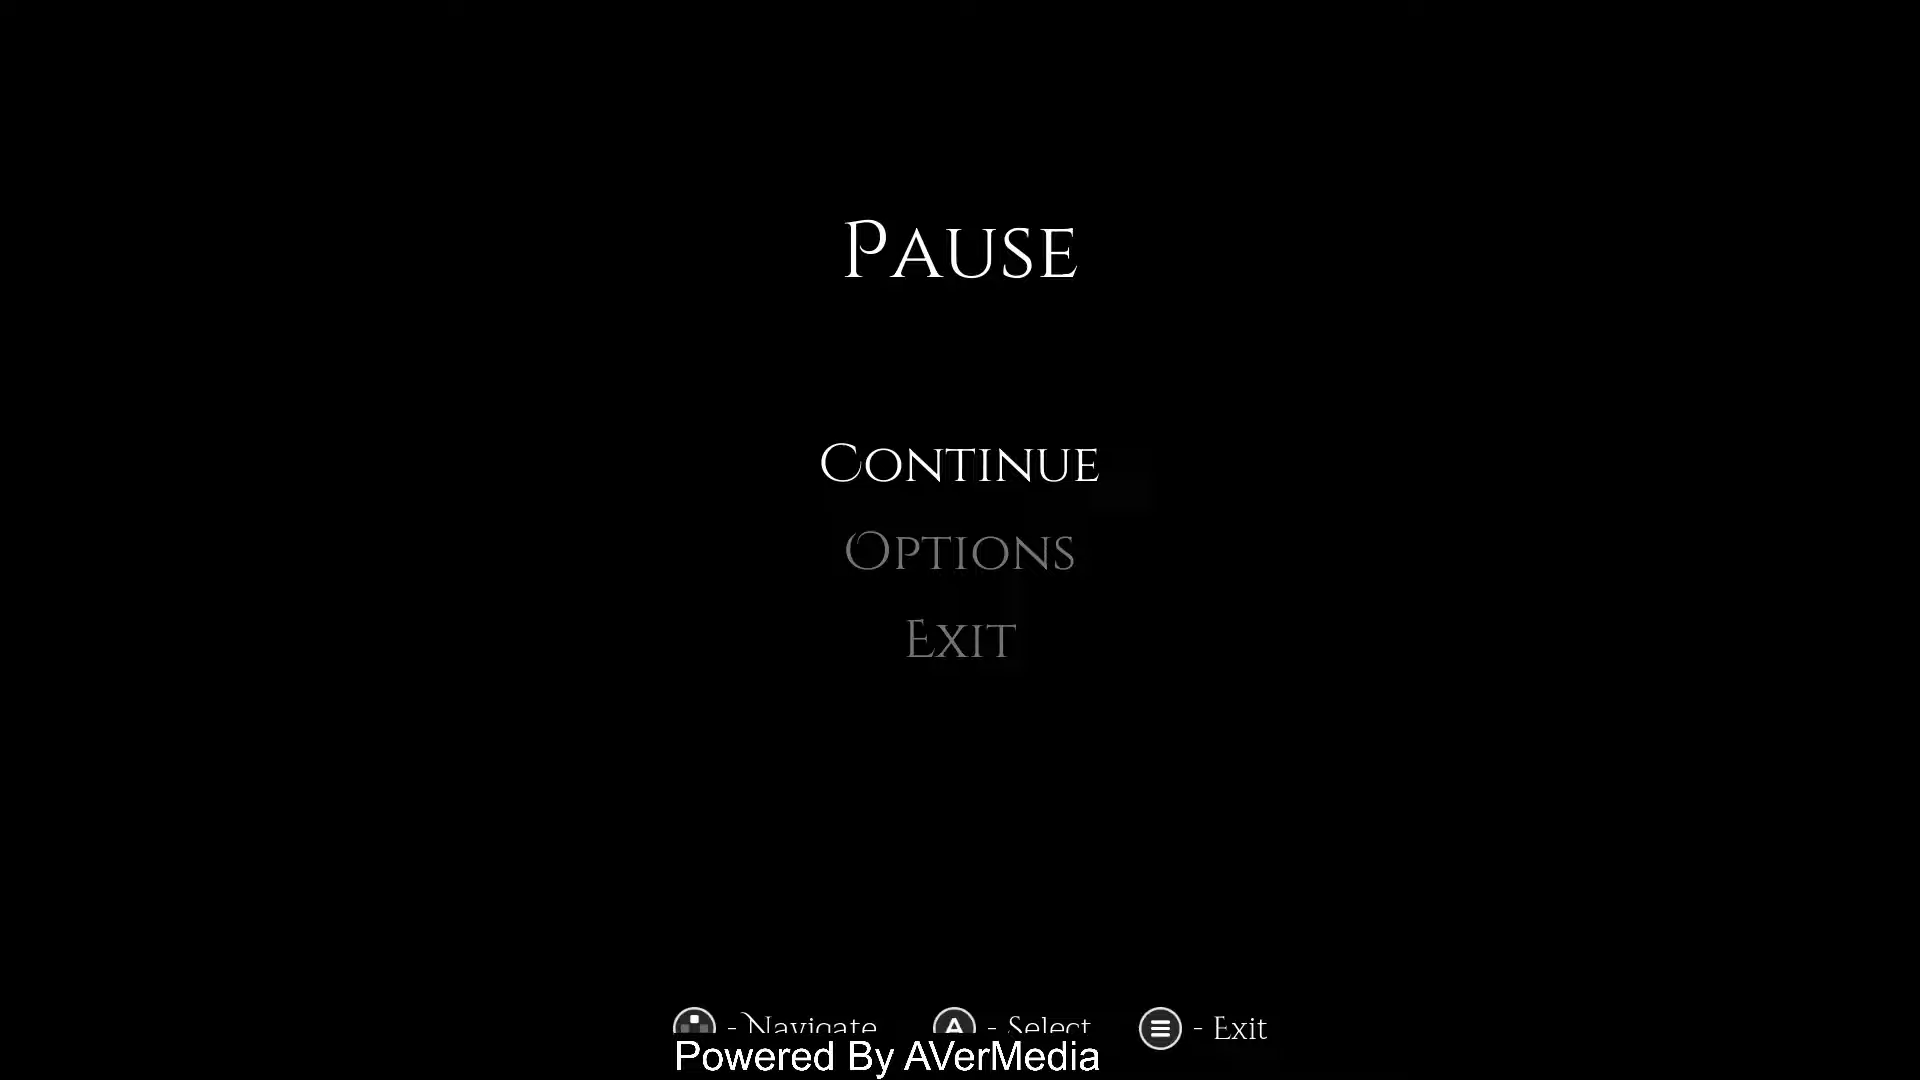 PAUSE
CONTINUE
OPTIONS
EXIT
- Navigate A - Select - Exit
Powered By AVerMedia